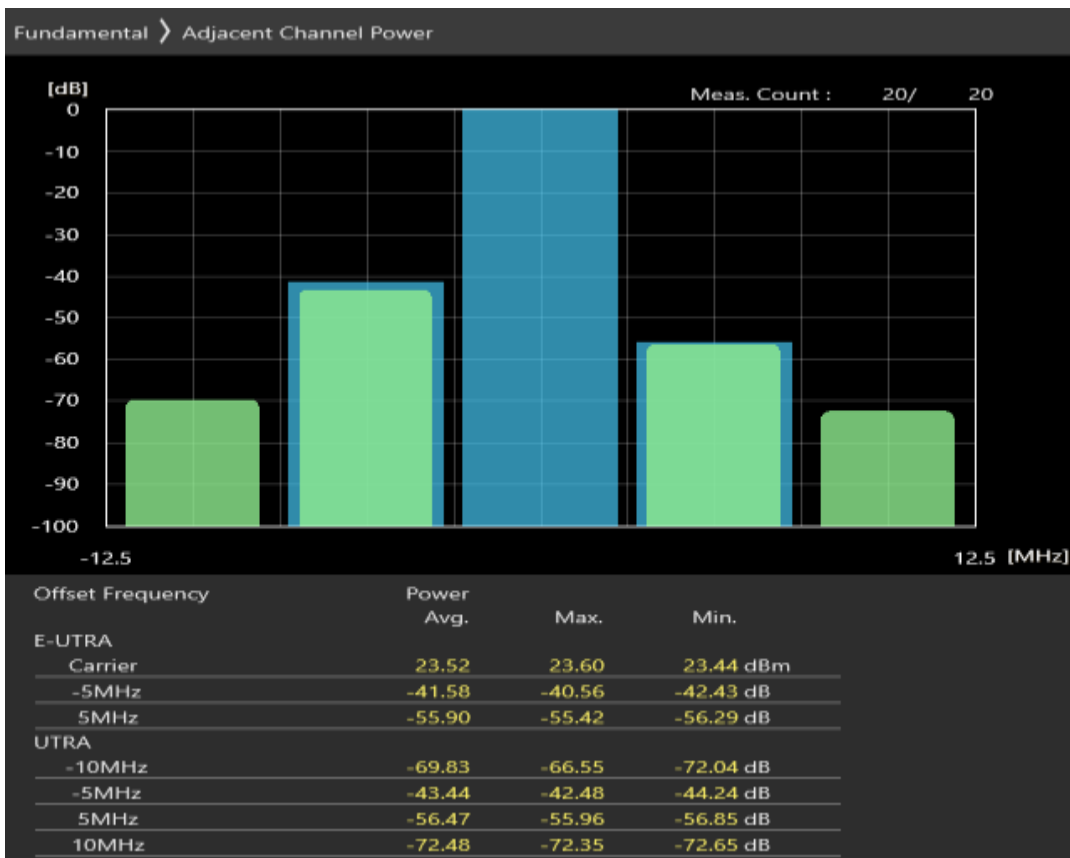 Fundamental 〉 Adjacent Channel Power
[dB]
Meas. Count : 20/ 20
0
-10
-20
-30
-40
-50
-60
-70
-80
-90
-100
-12.5 12.5 [MHz]
Offset Frequency Power
Avg. Max. Min.
E-UTRA
Carrier 23.52 23.60 23.44 dBm
-5MHz -41.58 -40.56 -42.43 dB
5MHz -55.90 -55.42 -56.29 dB
UTRA
-10MHz -69.83 -66.55 -72.04 dB
-5MHz -43.44 -42.48 -44.24 dB
5MHz -56.47 -55.96 -56.85 dB
10MHz -72.48 -72.35 -72.65 dB